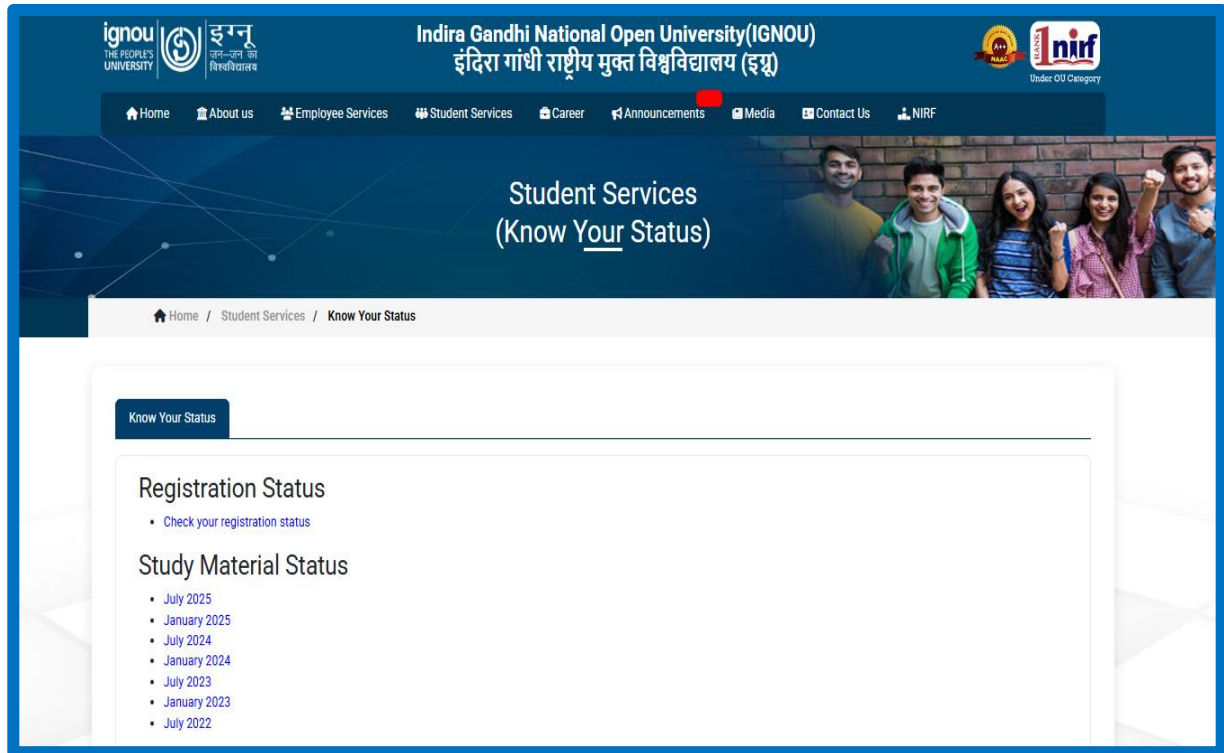 ignou
THE PEOPLE'S
UNIVERSITY
इग्नू
जन-जन का
विश्वविद्यालय
Indira Gandhi National Open University(IGNOU)
इंदिरा गांधी राष्ट्रीय मुक्त विश्वविद्यालय (इग्नू)
NAAC
A++
RANK
1
nirf
Under OU Category
Home
About us
Employee Services
Student Services
Career
Announcements
Media
Contact Us
NIRF
Student Services
(Know Your Status)
Home / Student Services / Know Your Status
Know Your Status
Registration Status
• Check your registration status
Study Material Status
• July 2025
• January 2025
• July 2024
• January 2024
• July 2023
• January 2023
• July 2022